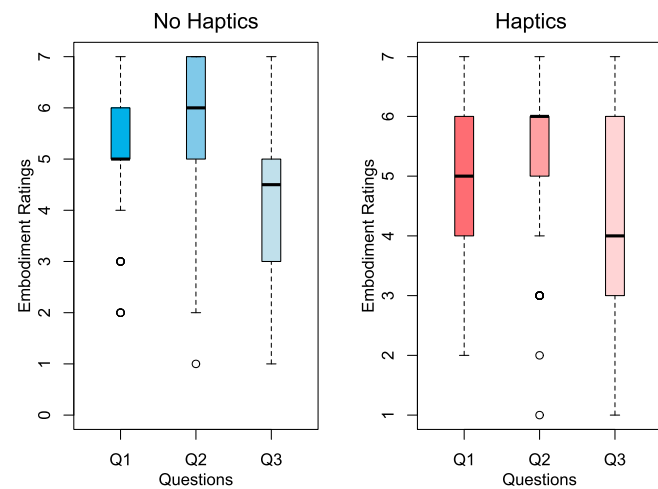 No Haptics
Embodiment Ratings
7
6
5
4
3
2
1
0
Q1 Q2 Q3
Questions
Haptics
Embodiment Ratings
7
6
5
4
3
2
1
Q1 Q2 Q3
Questions